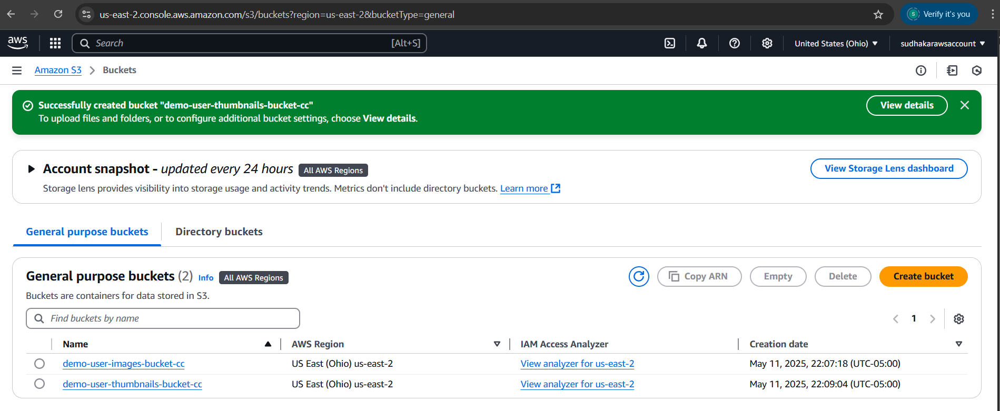 us-east-2.console.aws.amazon.com/s3/buckets?region=us-east-2&bucketType=general
S Verify it's you
aws Search [Alt+S] United States (Ohio) sudhakarawsaccount
Amazon S3 > Buckets
Successfully created bucket "demo-user-thumbnails-bucket-cc" View details
To upload files and folders, or to configure additional bucket settings, choose View details.
Account snapshot - updated every 24 hours All AWS Regions View Storage Lens dashboard
Storage lens provides visibility into storage usage and activity trends. Metrics don't include directory buckets. Learn more
General purpose buckets Directory buckets
General purpose buckets (2) Info All AWS Regions Copy ARN Empty Delete Create bucket
Buckets are containers for data stored in S3.
Find buckets by name 1
Name AWS Region IAM Access Analyzer Creation date
demo-user-images-bucket-cc US East (Ohio) us-east-2 View analyzer for us-east-2 May 11, 2025, 22:07:18 (UTC-05:00)
demo-user-thumbnails-bucket-cc US East (Ohio) us-east-2 View analyzer for us-east-2 May 11, 2025, 22:09:04 (UTC-05:00)